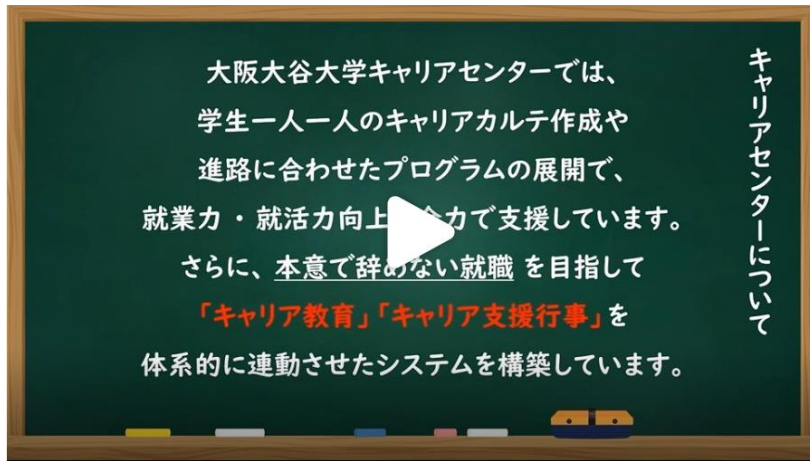 キャリアセンターについて
大阪大谷大学キャリアセンターでは、
学生一人一人のキャリアカルテ作成や
進路に合わせたプログラムの展開で、
就業力・就活力向上 力で支援しています。
さらに、本意で辞めない就職 を目指して
「キャリア教育」「キャリア支援行事」を
体系的に連動させたシステムを構築しています。